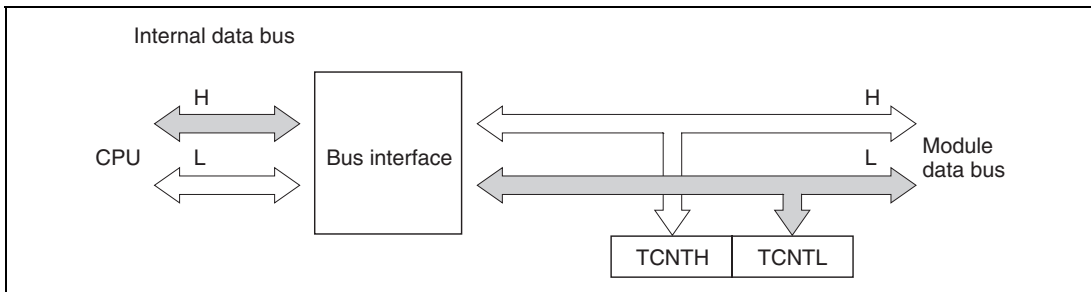 Internal data bus
H
H
CPU
L
Bus interface
L
Module
data bus
TCNTH
TCNTL